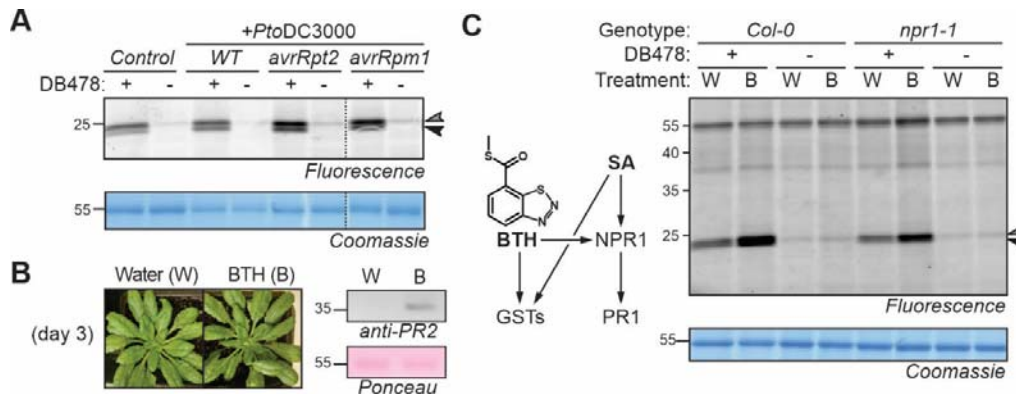 A
+PtoDC3000
Control WT avrRpt2 avrRpm1
DB478: + - + - + - + -
25
Fluorescence
55
Coomassie
B
Water (W) BTH (B)
(day 3)
W B
35
anti-PR2
55
Ponceau
S O
S
N
N
BTH
SA
NPR1
GSTs
PR1
C
Genotype: Col-0 npr1-1
DB478: + - + -
Treatment: W B W B W B W B
55
40
35
25
Fluorescence
55
Coomassie